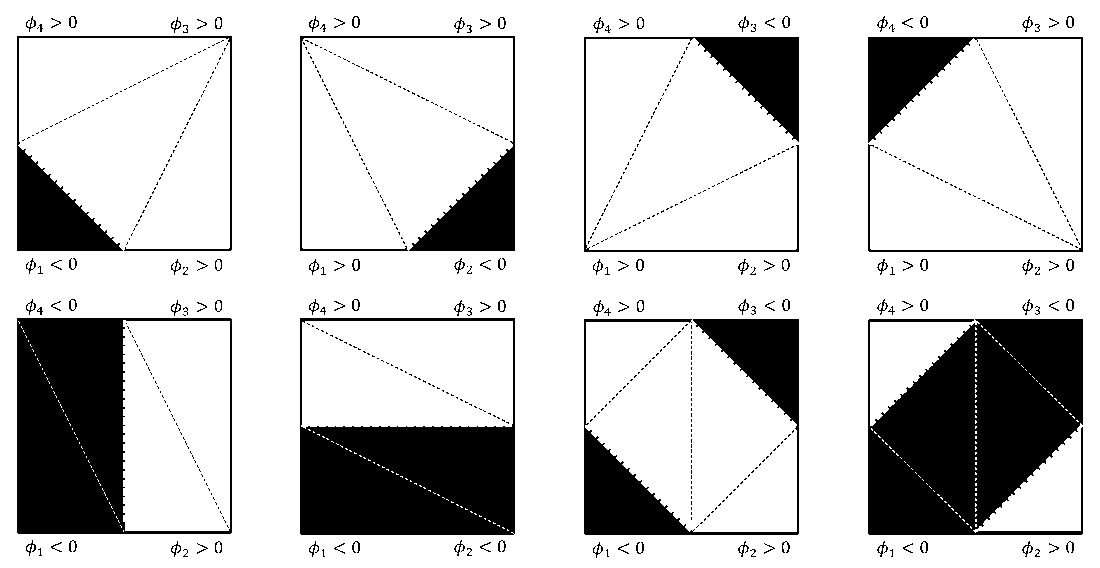 ϕ₄ > 0 ϕ₃ > 0 ϕ₄ > 0 ϕ₃ > 0 ϕ₄ > 0 ϕ₃ < 0 ϕ₄ < 0 ϕ₃ > 0
ϕ₁ < 0 ϕ₂ > 0 ϕ₁ > 0 ϕ₂ < 0 ϕ₁ > 0 ϕ₂ > 0 ϕ₁ > 0 ϕ₂ > 0
ϕ₄ < 0 ϕ₃ > 0 ϕ₄ > 0 ϕ₃ > 0 ϕ₄ > 0 ϕ₃ < 0 ϕ₄ > 0 ϕ₃ < 0
ϕ₁ < 0 ϕ₂ > 0 ϕ₁ < 0 ϕ₂ < 0 ϕ₁ < 0 ϕ₂ > 0 ϕ₁ < 0 ϕ₂ > 0